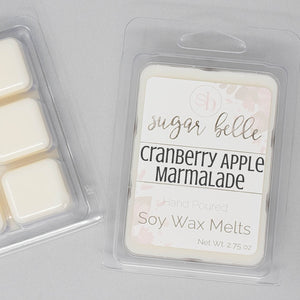 sb
sugar belle
Cranberry Apple
Marmalade
Hand Poured
Soy Wax Melts
Net Wt. 2.75 oz